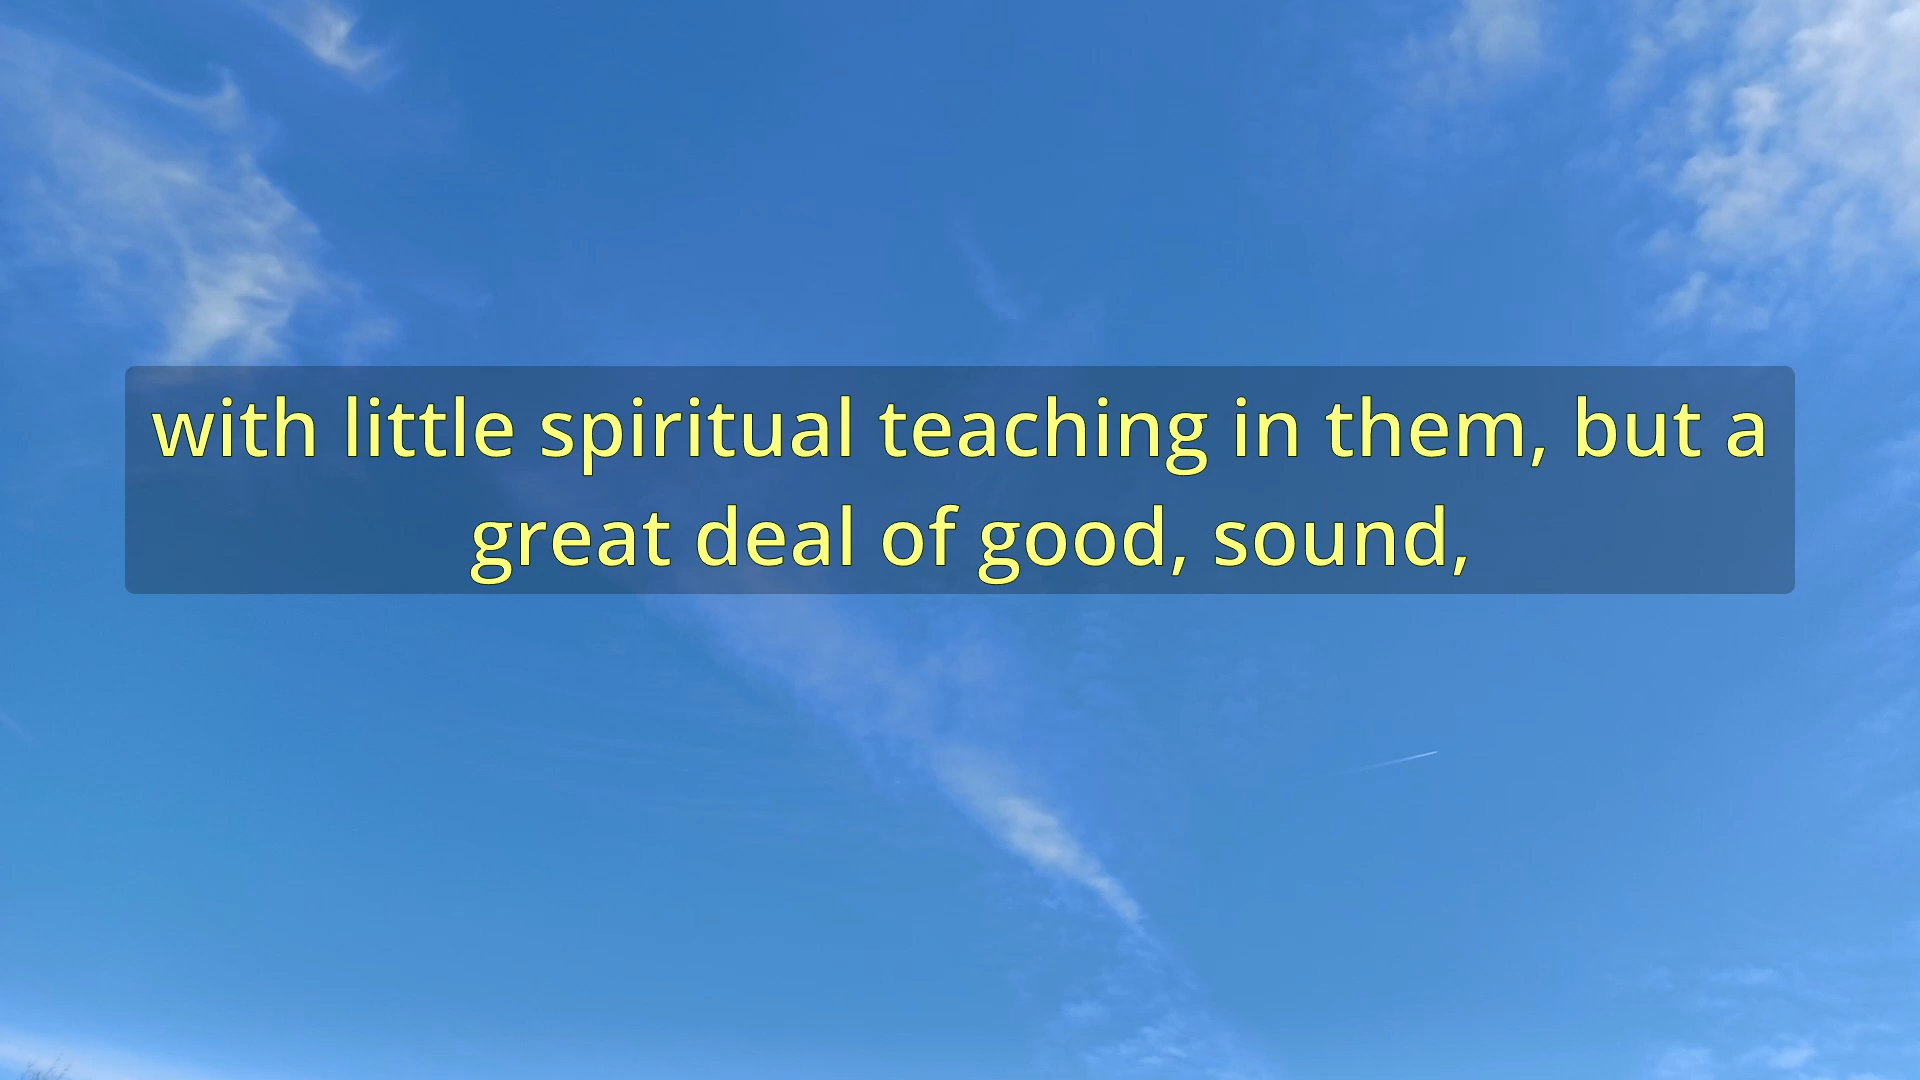 with little spiritual teaching in them, but a
great deal of good, sound,